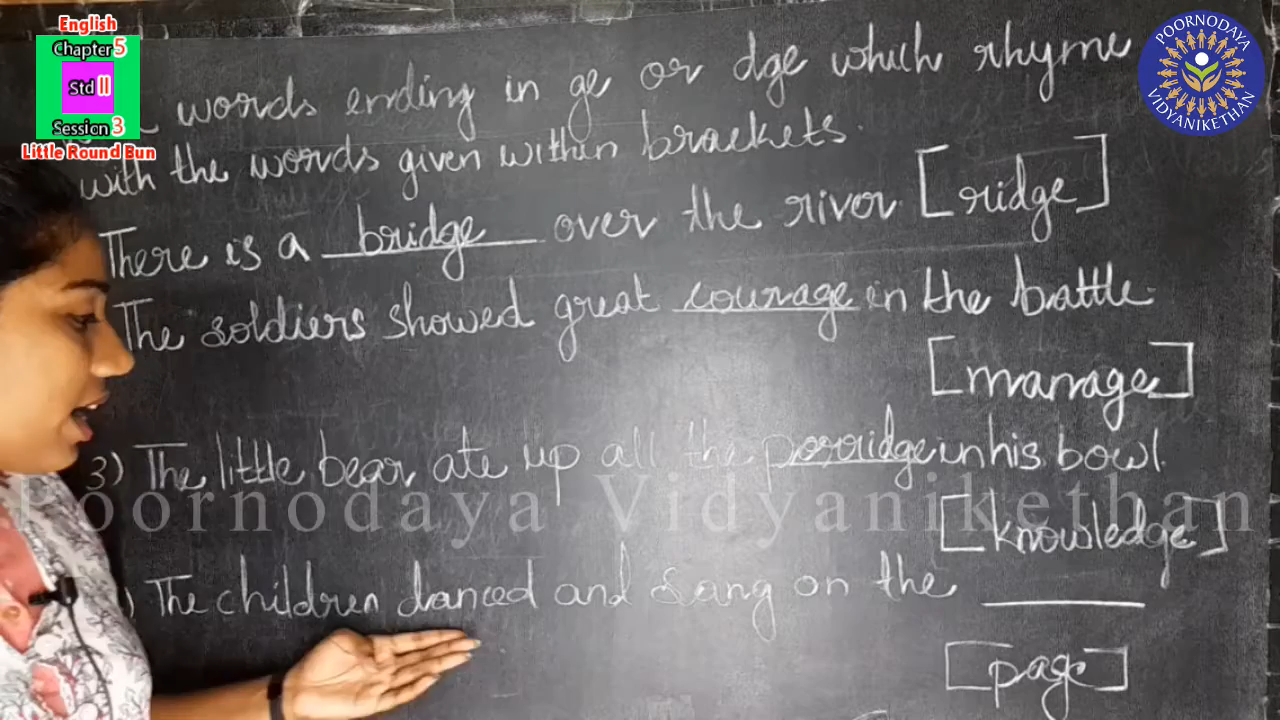 English
Chapter 5
Std II
Session 3
Little Round Bun
POORNODAYA VIDYANIKETHAN
words ending in ge or dge which rhyme
with the words given within brackets.
There is a bridge over the river [ridge]
The soldiers showed great courage in the battle.
[manage]
3) The little bear ate up all the porridge in his bowl.
Poornodaya Vidyanikethan
[knowledge]
) The children danced and sang on the ______
[page]